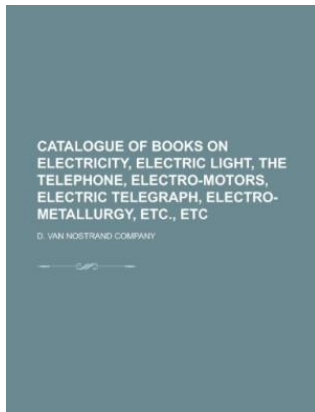 CATALOGUE OF BOOKS ON
ELECTRICITY, ELECTRIC LIGHT, THE
TELEPHONE, ELECTRO-MOTORS,
ELECTRIC TELEGRAPH, ELECTRO-
METALLURGY, ETC., ETC
D. VAN NOSTRAND COMPANY